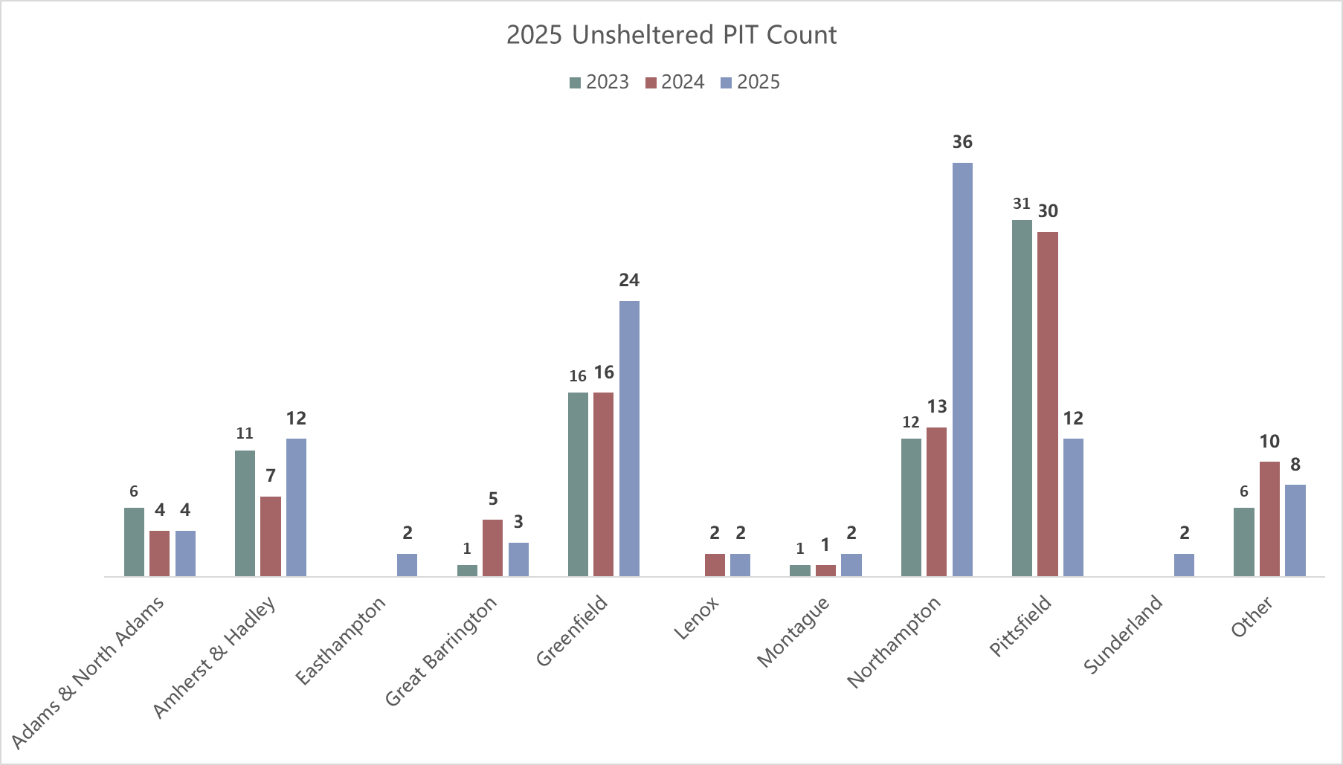 2025 Unsheltered PIT Count
2023 2024 2025
6 4 4
11 7 12
2
1 5 3
16 16 24
2 2
1 1 2
12 13 36
31 30 12
2
6 10 8
Adams & North Adams
Amherst & Hadley
Easthampton
Great Barrington
Greenfield
Lenox
Montague
Northampton
Pittsfield
Sunderland
Other